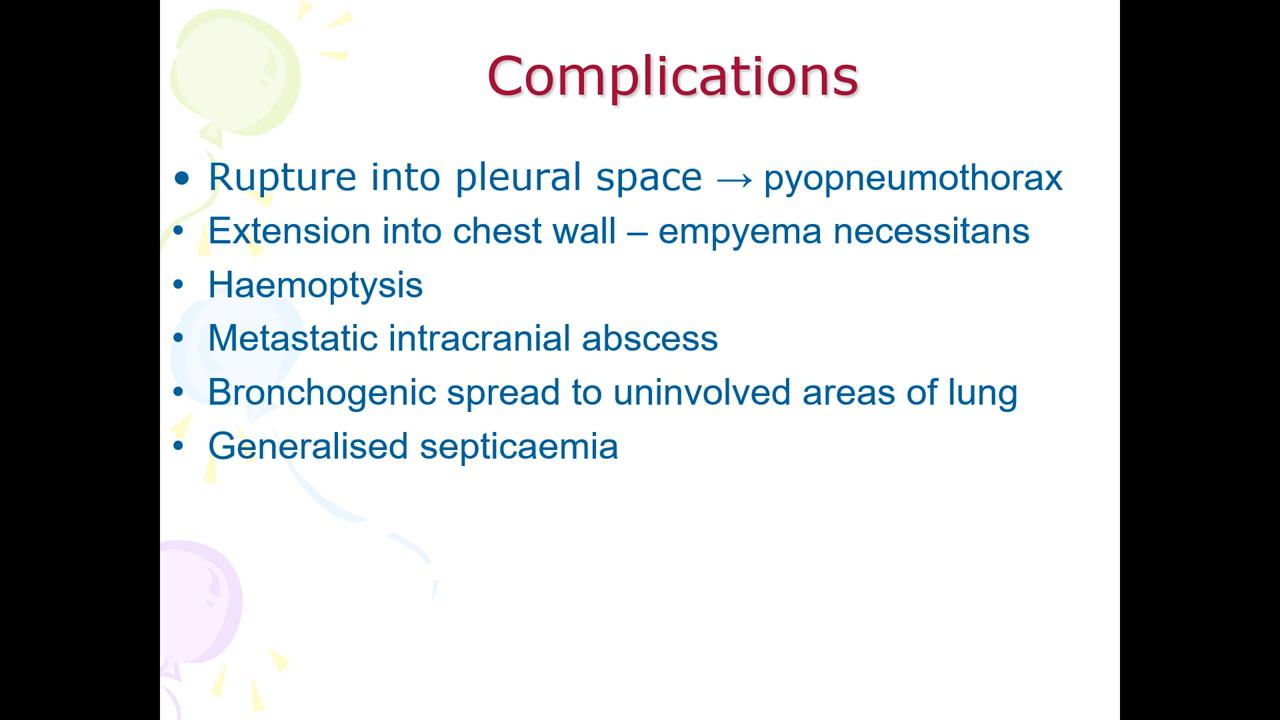 Complications
• Rupture into pleural space → pyopneumothorax
• Extension into chest wall – empyema necessitans
• Haemoptysis
• Metastatic intracranial abscess
• Bronchogenic spread to uninvolved areas of lung
• Generalised septicaemia